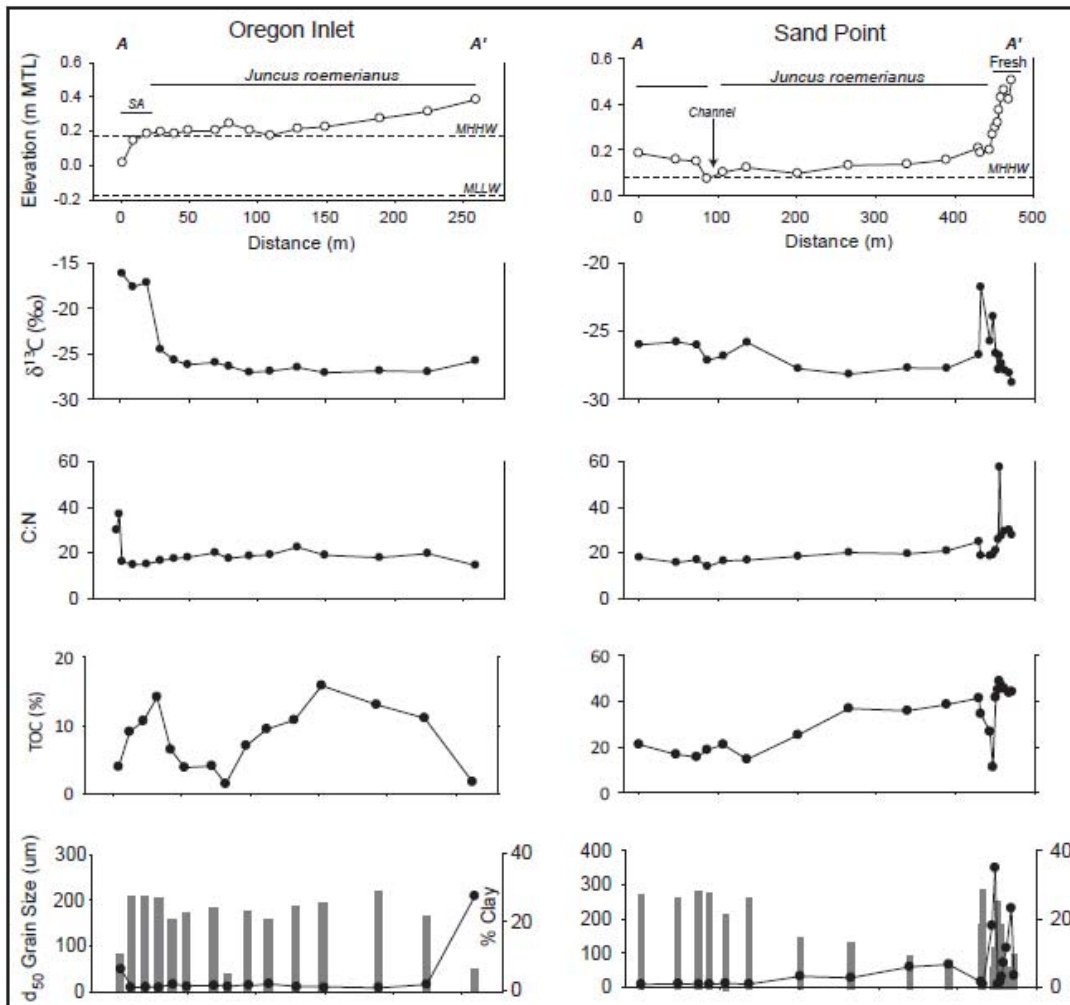 Oregon Inlet
A A'
Elevation (m MTL)
0.6
0.4
0.2
0.0
-0.2
Juncus roemerianus
SA
MHHW
MLLW
0 50 100 150 200 250
Distance (m)
δ¹³C (‰)
-15
-20
-25
-30
C:N
60
40
20
0
TOC (%)
20
10
0
d₅₀ Grain Size (um)
300
200
100
0
40
20
0
% Clay
Sand Point
A A'
Fresh
0.6
0.4
0.2
0.0
Juncus roemerianus
Channel
MHHW
0 100 200 300 400 500
Distance (m)
-20
-25
-30
60
40
20
0
60
40
20
0
400
300
200
100
0
40
20
0